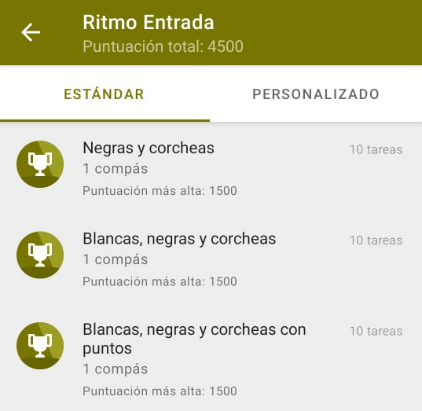 Ritmo Entrada
Puntuación total: 4500
ESTÁNDAR
PERSONALIZADO
Negras y corcheas
10 tareas
1 compás
Puntuación más alta: 1500
Blancas, negras y corcheas
10 tareas
1 compás
Puntuación más alta: 1500
Blancas, negras y corcheas con
10 tareas
puntos
1 compás
Puntuación más alta: 1500